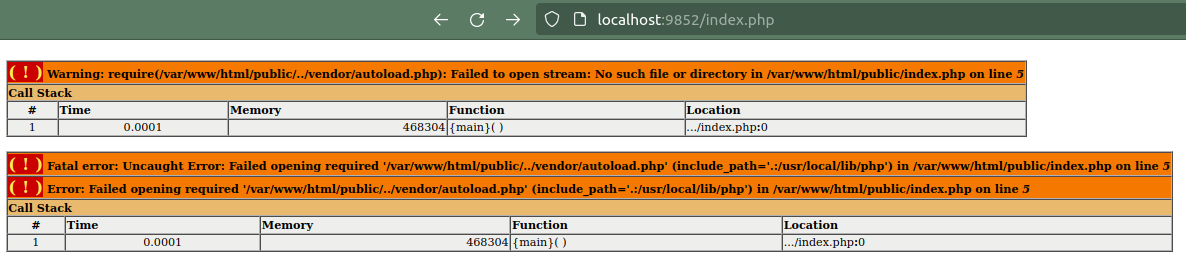 localhost:9852/index.php
( ! ) Warning: require(/var/www/html/public/../vendor/autoload.php): Failed to open stream: No such file or directory in /var/www/html/public/index.php on line 5
Call Stack
# Time Memory Function Location
1 0.0001 468304 {main}( ) .../index.php:0
( ! ) Fatal error: Uncaught Error: Failed opening required '/var/www/html/public/../vendor/autoload.php' (include_path='.:/usr/local/lib/php') in /var/www/html/public/index.php on line 5
( ! ) Error: Failed opening required '/var/www/html/public/../vendor/autoload.php' (include_path='.:/usr/local/lib/php') in /var/www/html/public/index.php on line 5
Call Stack
# Time Memory Function Location
1 0.0001 468304 {main}( ) .../index.php:0